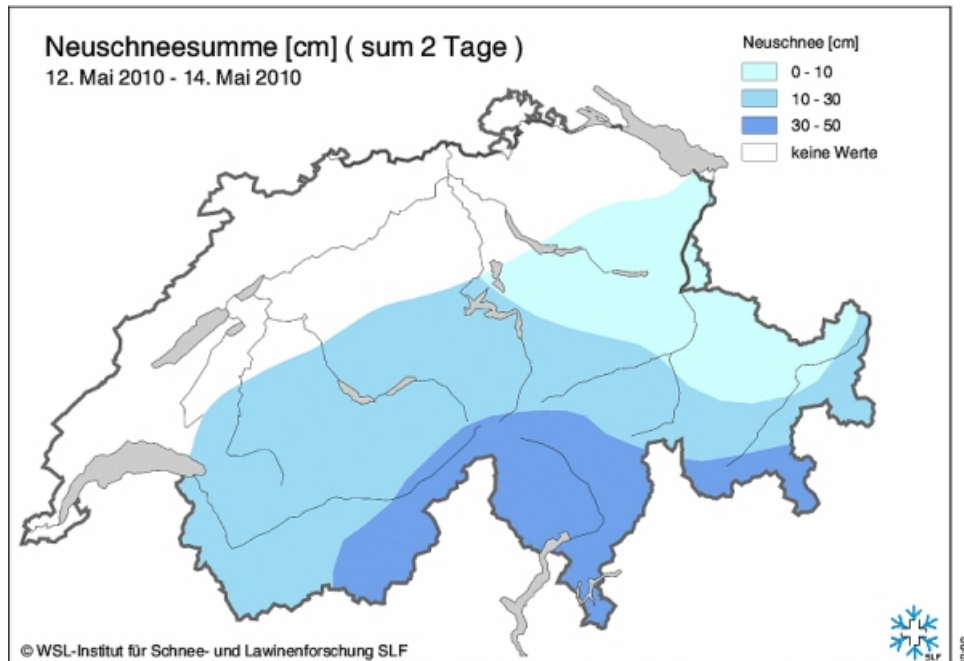 Neuschneesumme [cm] ( sum 2 Tage )
12. Mai 2010 - 14. Mai 2010
Neuschnee [cm]
0 - 10
10 - 30
30 - 50
keine Werte
© WSL-Institut für Schnee- und Lawinenforschung SLF
SLF